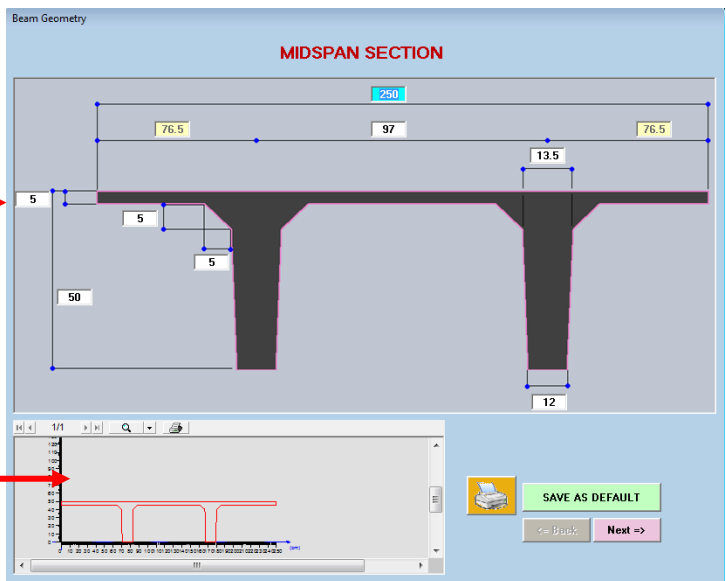 Beam Geometry
MIDSPAN SECTION
250
76.5 97 76.5
13.5
5
5
5
50
12
1/1
SAVE AS DEFAULT
<= Back Next =>
(cm)